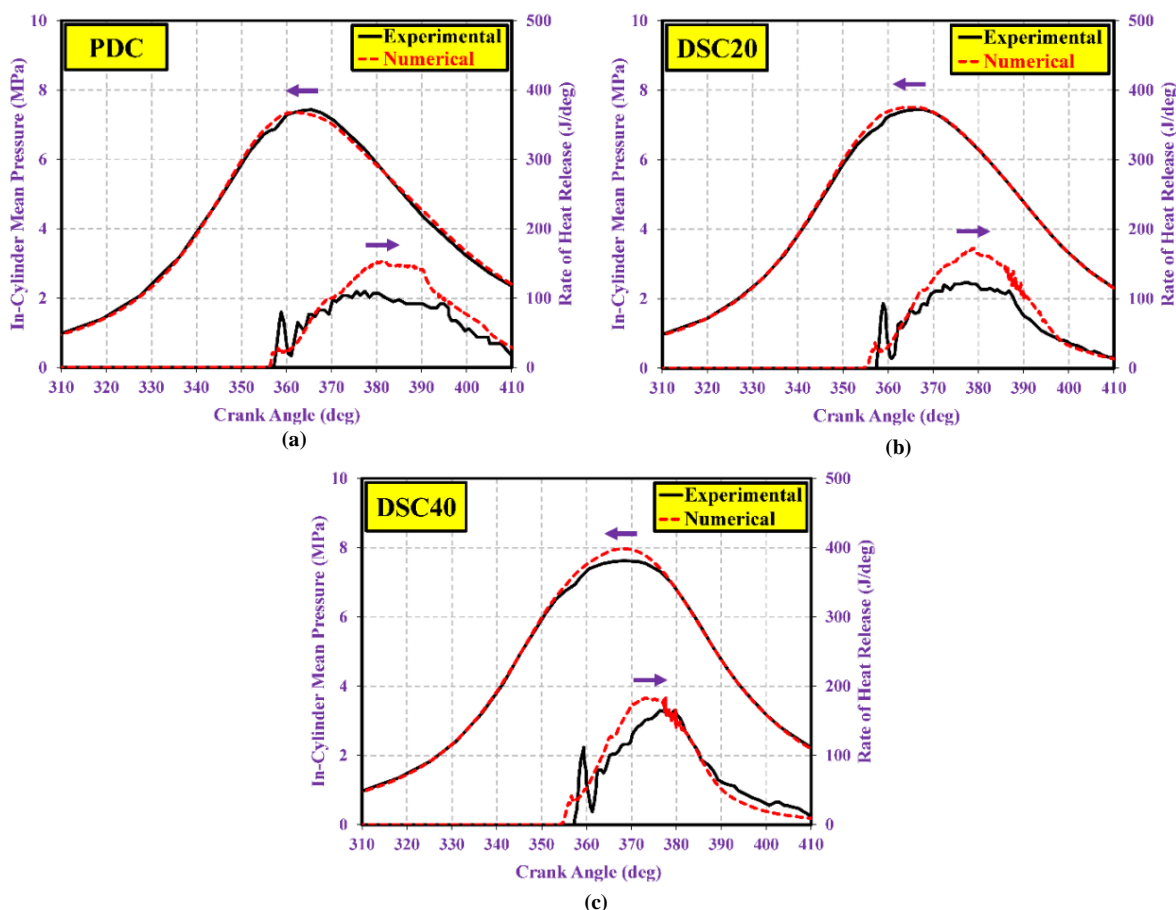 PDC
Experimental
Numerical
In-Cylinder Mean Pressure (MPa)
10
8
6
4
2
0
Rate of Heat Release (J/deg)
500
400
300
200
100
0
310 320 330 340 350 360 370 380 390 400 410
Crank Angle (deg)
(a)
DSC20
Experimental
Numerical
In-Cylinder Mean Pressure (MPa)
10
8
6
4
2
0
Rate of Heat Release (J/deg)
500
400
300
200
100
0
310 320 330 340 350 360 370 380 390 400 410
Crank Angle (deg)
(b)
DSC40
Experimental
Numerical
In-Cylinder Mean Pressure (MPa)
10
8
6
4
2
0
Rate of Heat Release (J/deg)
500
400
300
200
100
0
310 320 330 340 350 360 370 380 390 400 410
Crank Angle (deg)
(c)